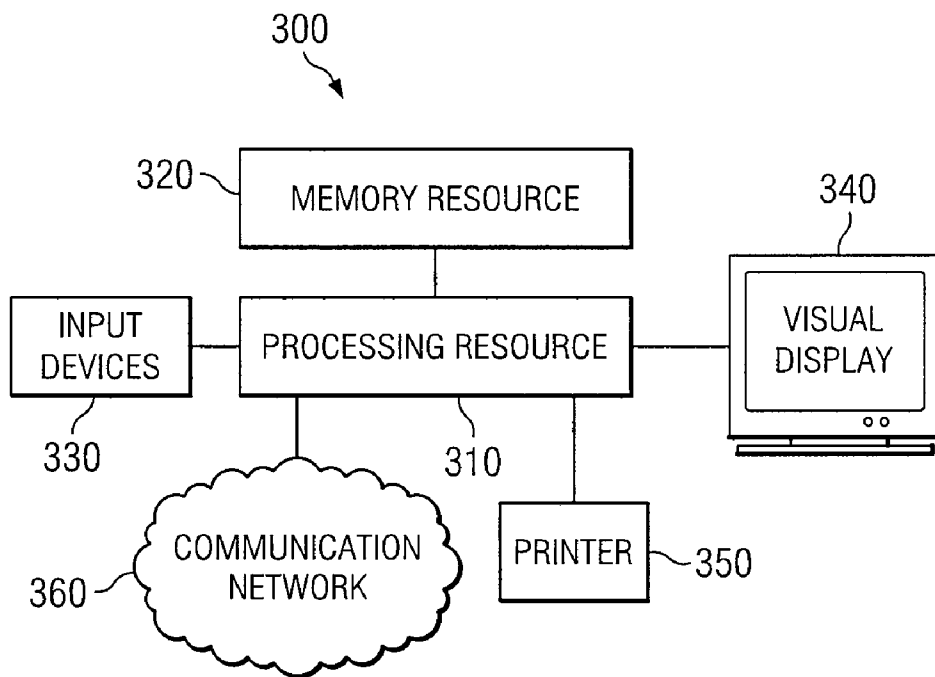 300
320
MEMORY RESOURCE
340
INPUT
DEVICES
PROCESSING RESOURCE
VISUAL
DISPLAY
330
310
COMMUNICATION
NETWORK
360
PRINTER
350